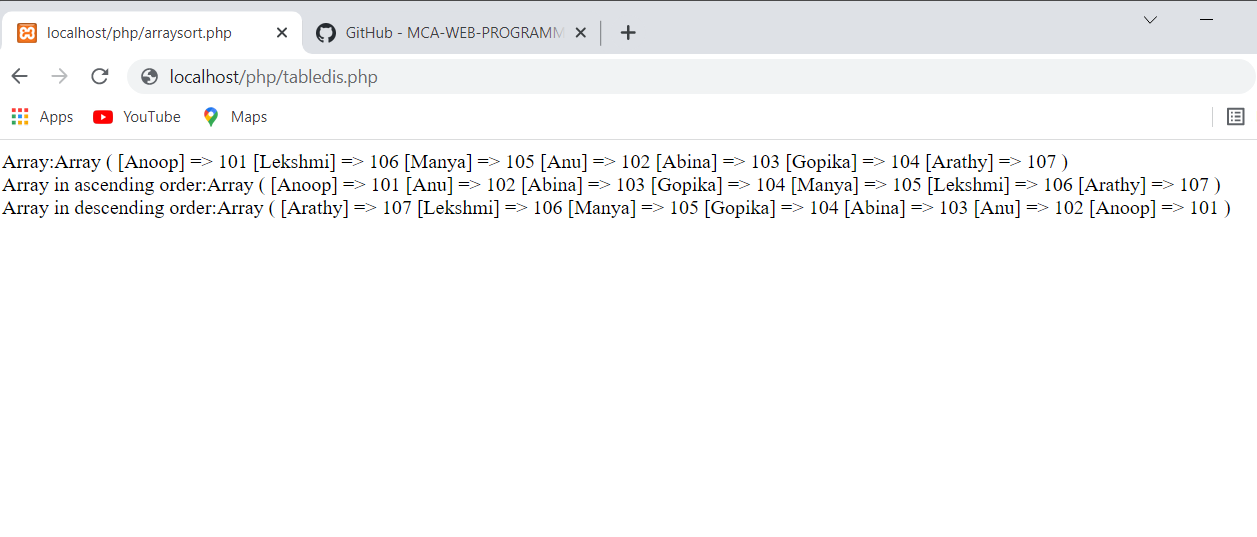 localhost/php/arraysort.php
GitHub - MCA-WEB-PROGRAMM
localhost/php/tabledis.php
Apps YouTube Maps
Array:Array ( [Anoop] => 101 [Lekshmi] => 106 [Manya] => 105 [Anu] => 102 [Abina] => 103 [Gopika] => 104 [Arathy] => 107 )
Array in ascending order:Array ( [Anoop] => 101 [Anu] => 102 [Abina] => 103 [Gopika] => 104 [Manya] => 105 [Lekshmi] => 106 [Arathy] => 107 )
Array in descending order:Array ( [Arathy] => 107 [Lekshmi] => 106 [Manya] => 105 [Gopika] => 104 [Abina] => 103 [Anu] => 102 [Anoop] => 101 )